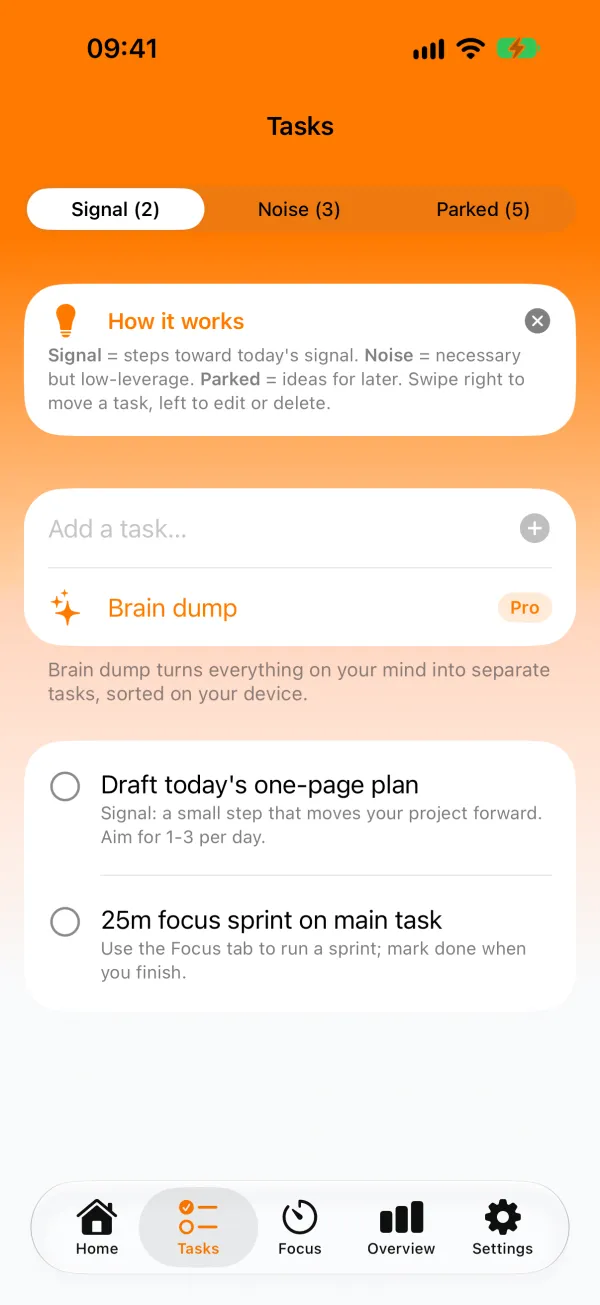 09:41
Tasks
Signal (2)
Noise (3)
Parked (5)
How it works
Signal = steps toward today's signal. Noise = necessary
but low-leverage. Parked = ideas for later. Swipe right to
move a task, left to edit or delete.
Add a task...
Brain dump
Pro
Brain dump turns everything on your mind into separate
tasks, sorted on your device.
Draft today's one-page plan
Signal: a small step that moves your project forward.
Aim for 1-3 per day.
25m focus sprint on main task
Use the Focus tab to run a sprint; mark done when
you finish.
Home
Tasks
Focus
Overview
Settings